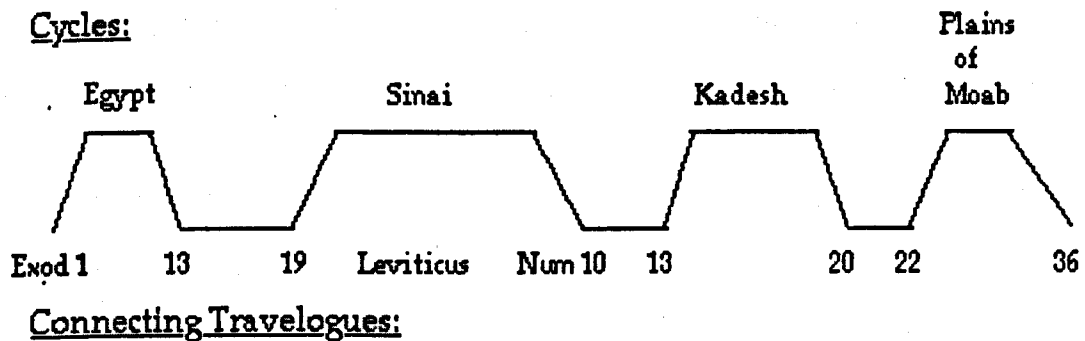 Cycles:
Plains
of
Moab
Egypt Sinai Kadesh
Exod 1 13 19 Leviticus Num 10 13 20 22 36
Connecting Travelogues: